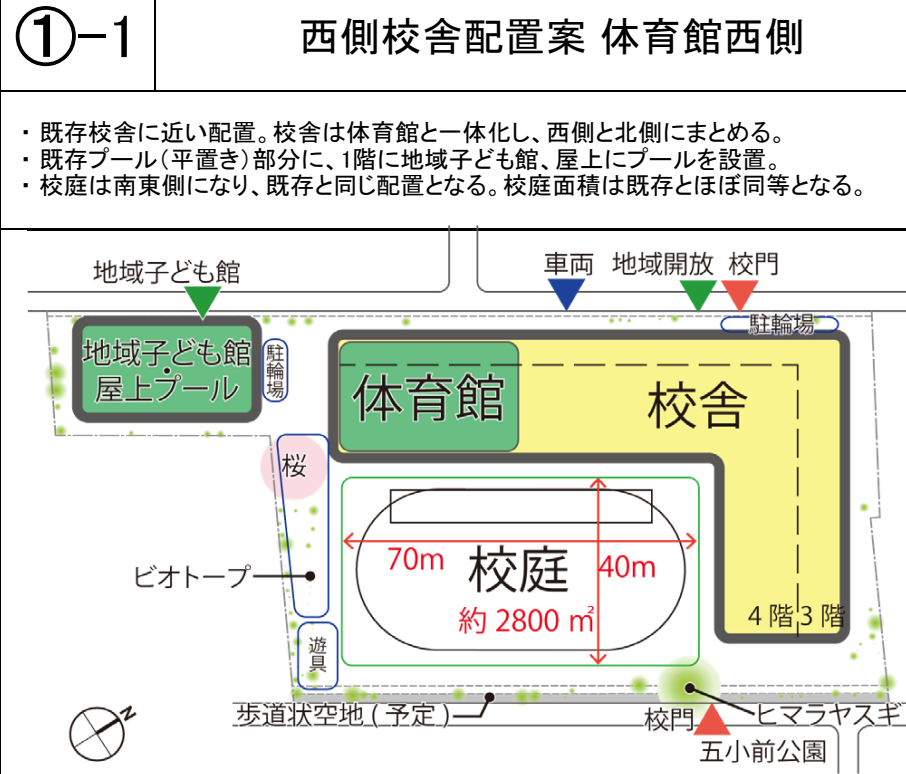 ①-1
西側校舎配置案 体育館西側
・ 既存校舎に近い配置。校舎は体育館と一体化し、西側と北側にまとめる。
・ 既存プール(平置き)部分に、1階に地域子ども館、屋上にプールを設置。
・ 校庭は南東側になり、既存と同じ配置となる。校庭面積は既存とほぼ同等となる。
地域子ども館
車両 地域開放 校門
駐輪場
地域子ども館
・
屋上プール
駐輪場
体育館
校舎
桜
70m
校庭
40m
約 2800 ㎡
ビオトープ
4 階 3 階
遊具
歩道状空地 ( 予定 )
校門
ヒマラヤスギ
五小前公園
N